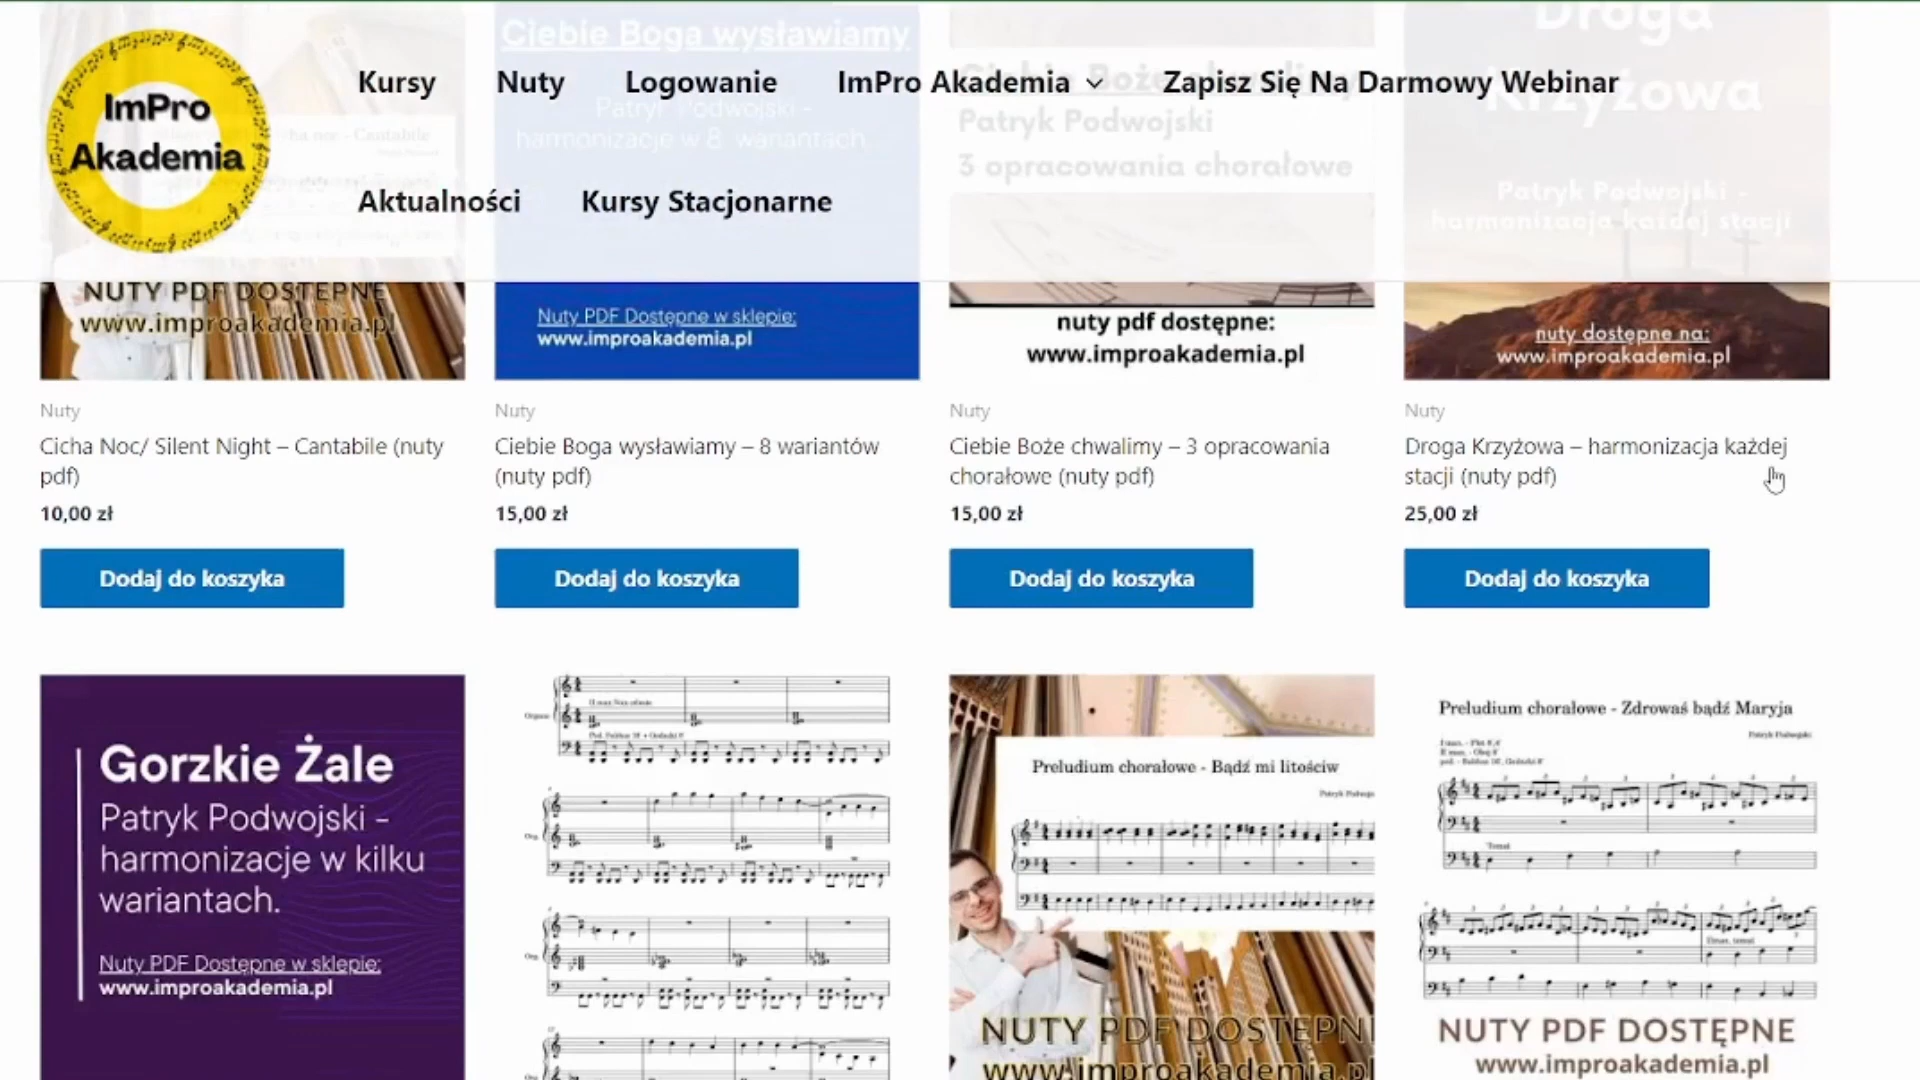 ImPro
Akademia
Kursy
Nuty
Logowanie
ImPro Akademia
Zapisz Się Na Darmowy Webinar
Aktualności
Kursy Stacjonarne
Ciebie Boga wysławiamy
Patryk Podwojski -
harmonizacje w 8 wariantach...
Patryk Podwojski
3 opracowania chorałowe
Droga
Krzyżowa
Patryk Podwojski -
harmonizacja każdej stacji
NUTY PDF DOSTĘPNE
www.improakademia.pl
Nuty PDF Dostępne w sklepie:
www.improakademia.pl
nuty pdf dostępne:
www.improakademia.pl
nuty dostępne na:
www.improakademia.pl
Nuty
Cicha Noc/ Silent Night – Cantabile (nuty
pdf)
10,00 zł
Dodaj do koszyka
Nuty
Ciebie Boga wysławiamy – 8 wariantów
(nuty pdf)
15,00 zł
Dodaj do koszyka
Nuty
Ciebie Boże chwalimy – 3 opracowania
chorałowe (nuty pdf)
15,00 zł
Dodaj do koszyka
Nuty
Droga Krzyżowa – harmonizacja każdej
stacji (nuty pdf)
25,00 zł
Dodaj do koszyka
Gorzkie Żale
Patryk Podwojski -
harmonizacje w kilku
wariantach.
Nuty PDF Dostępne w sklepie:
www.improakademia.pl
Preludium chorałowe - Bądź mi litościw
NUTY PDF DOSTĘPN
www.improakademia.pl
Preludium chorałowe - Zdrowaś bądź Maryja
Patryk Podwojski
NUTY PDF DOSTĘPNE
www.improakademia.pl